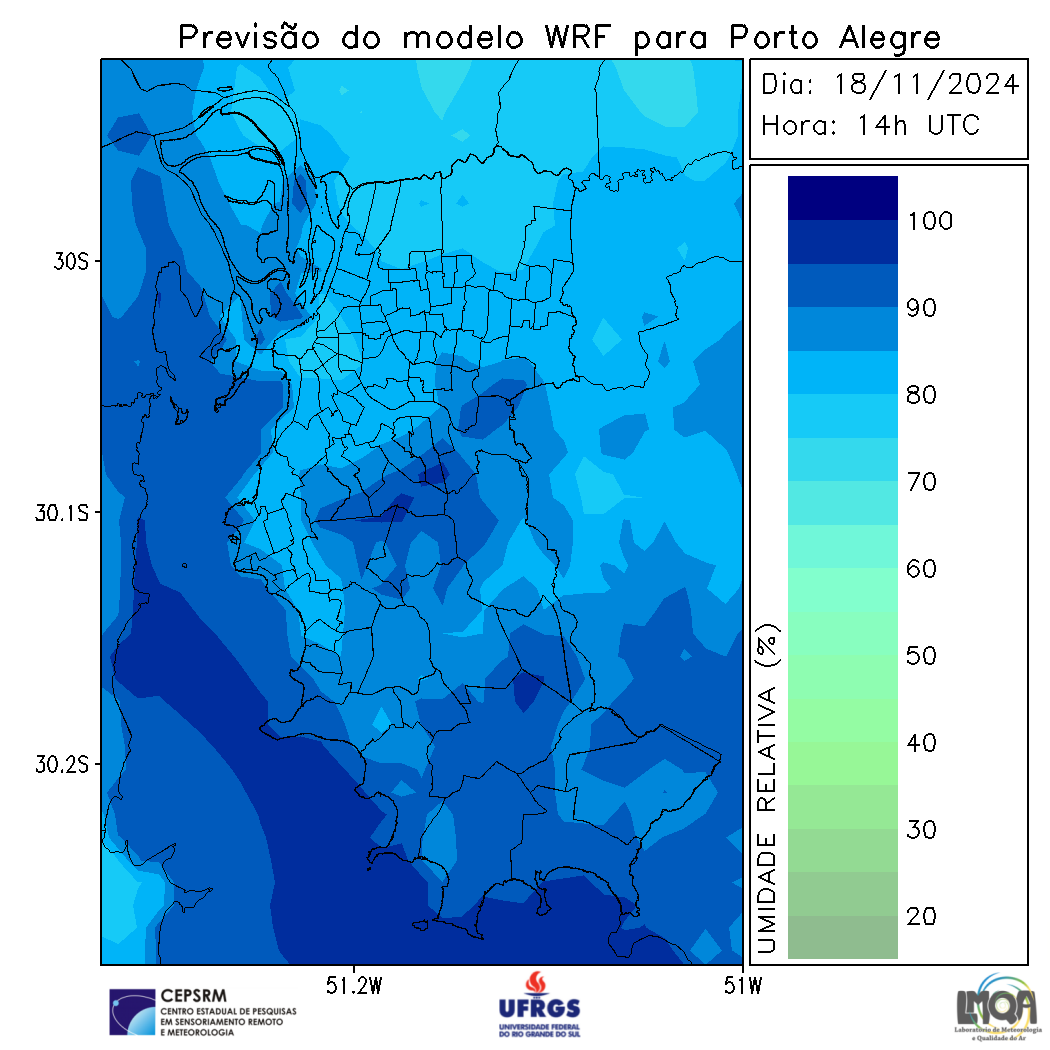 Previsão do modelo WRF para Porto Alegre
Dia: 18/11/2024
Hora: 14h UTC
30S
30.1S
30.2S
51.2W
51W
UMIDADE RELATIVA (%)
100
90
80
70
60
50
40
30
20
CEPSRM
CENTRO ESTADUAL DE PESQUISAS
EM SENSORIAMENTO REMOTO
E METEOROLOGIA
UFRGS
UNIVERSIDADE FEDERAL
DO RIO GRANDE DO SUL
LMQA
Laboratório de Meteorologia
e Qualidade do Ar